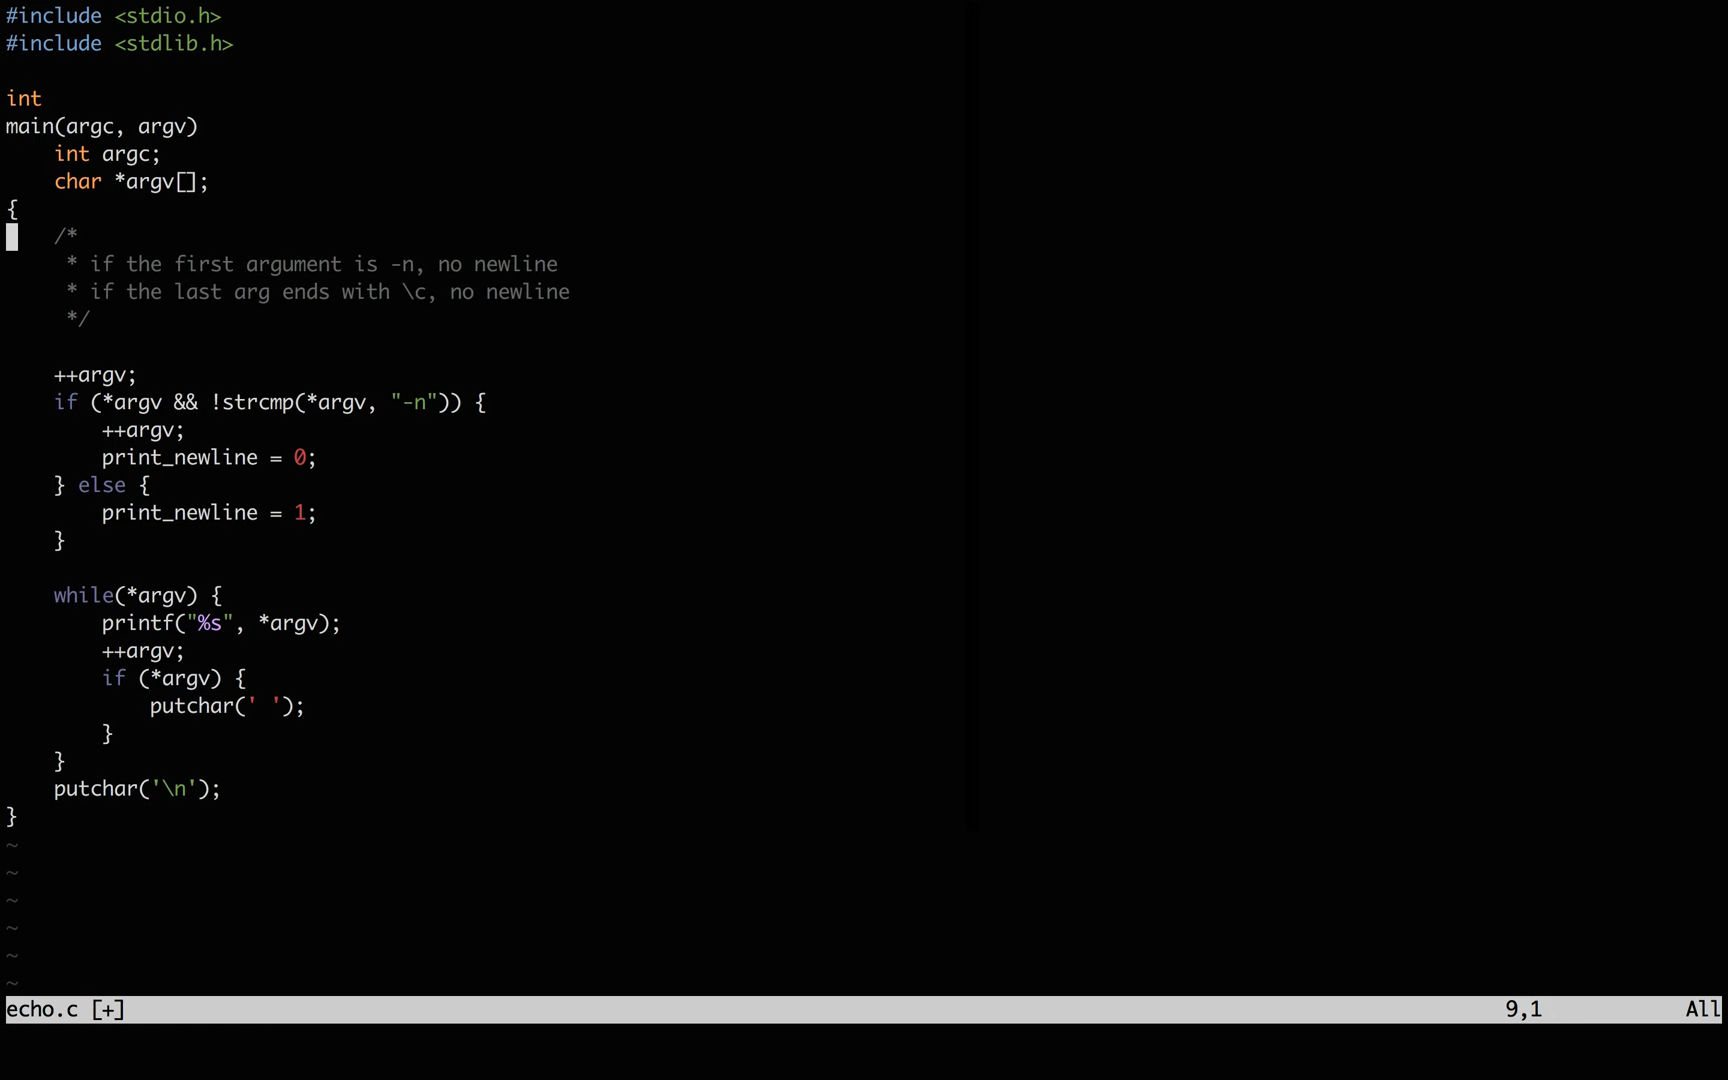 #include <stdio.h>
#include <stdlib.h>

int
main(argc, argv)
    int argc;
    char *argv[];
{
    /*
     * if the first argument is -n, no newline
     * if the last arg ends with \c, no newline
     */

    ++argv;
    if (*argv && !strcmp(*argv, "-n")) {
        ++argv;
        print_newline = 0;
    } else {
        print_newline = 1;
    }

    while(*argv) {
        printf("%s", *argv);
        ++argv;
        if (*argv) {
            putchar(' ');
        }
    }
    putchar('\n');
}
~
~
~
~
~
~
echo.c [+] 9,1 All